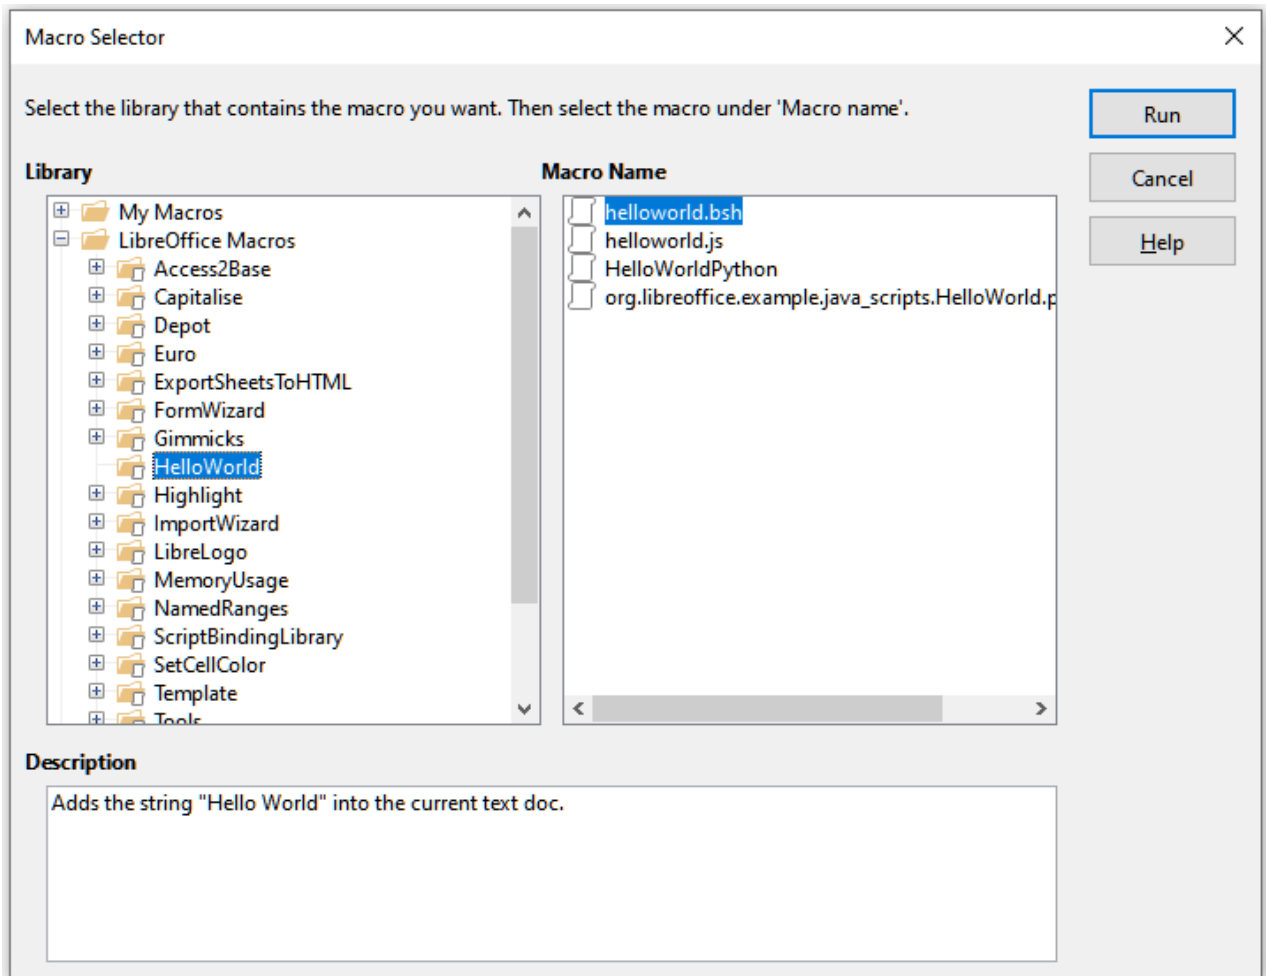 Macro Selector
Select the library that contains the macro you want. Then select the macro under 'Macro name'.
Run
Cancel
Help
Library
My Macros
LibreOffice Macros
Access2Base
Capitalise
Depot
Euro
ExportSheetsToHTML
FormWizard
Gimmicks
HelloWorld
Highlight
ImportWizard
LibreLogo
MemoryUsage
NamedRanges
ScriptBindingLibrary
SetCellColor
Template
Tools
Macro Name
helloworld.bsh
helloworld.js
HelloWorldPython
org.libreoffice.example.java_scripts.HelloWorld.p
Description
Adds the string "Hello World" into the current text doc.